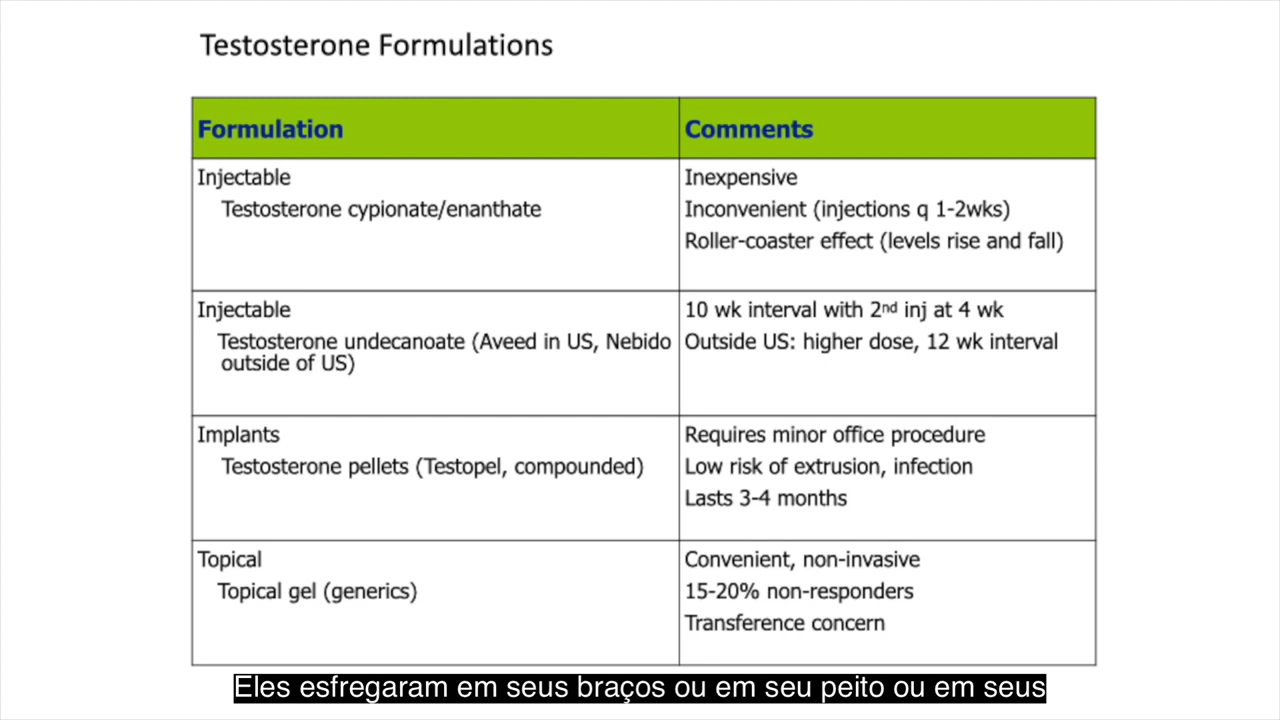 Testosterone Formulations
Formulation
Comments
Injectable
Testosterone cypionate/enanthate
Inexpensive
Inconvenient (injections q 1-2wks)
Roller-coaster effect (levels rise and fall)
Injectable
Testosterone undecanoate (Aveed in US, Nebido
outside of US)
10 wk interval with 2nd inj at 4 wk
Outside US: higher dose, 12 wk interval
Implants
Testosterone pellets (Testopel, compounded)
Requires minor office procedure
Low risk of extrusion, infection
Lasts 3-4 months
Topical
Topical gel (generics)
Convenient, non-invasive
15-20% non-responders
Transference concern
Eles esfregaram em seus braços ou em seu peito ou em seus